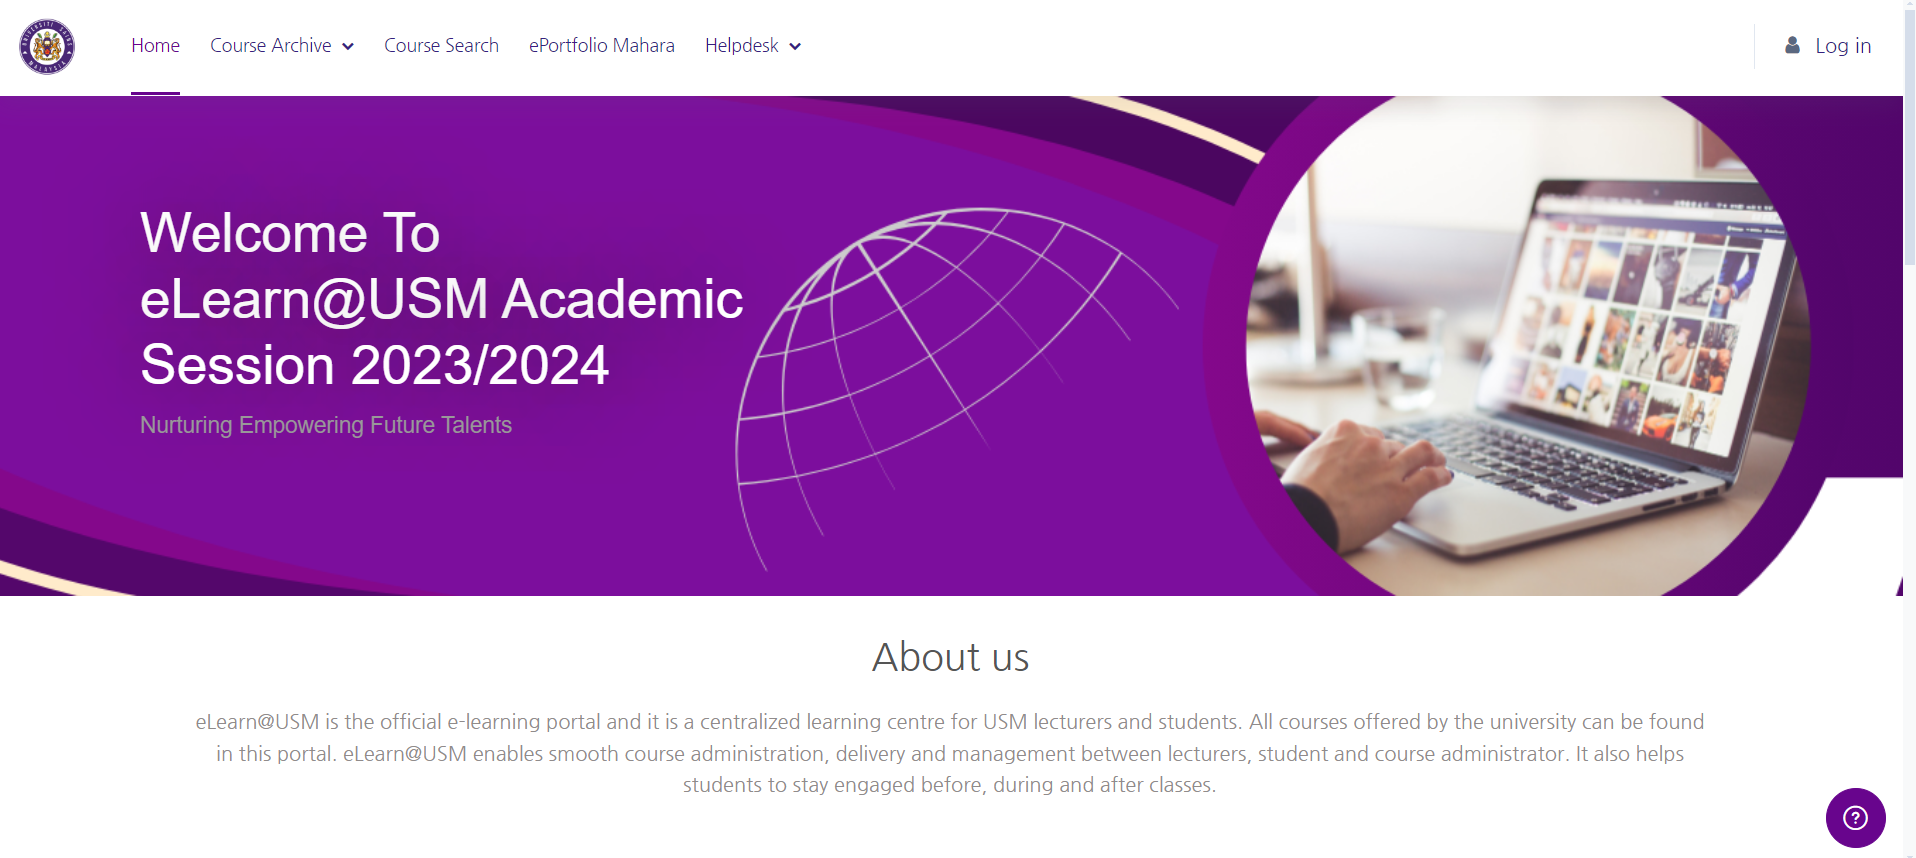 UNIVERSITI SAINS MALAYSIA
Home
Course Archive
Course Search
ePortfolio Mahara
Helpdesk
Log in
Welcome To
eLearn@USM Academic
Session 2023/2024
Nurturing Empowering Future Talents
About us
eLearn@USM is the official e-learning portal and it is a centralized learning centre for USM lecturers and students. All courses offered by the university can be found
in this portal. eLearn@USM enables smooth course administration, delivery and management between lecturers, student and course administrator. It also helps
students to stay engaged before, during and after classes.
?